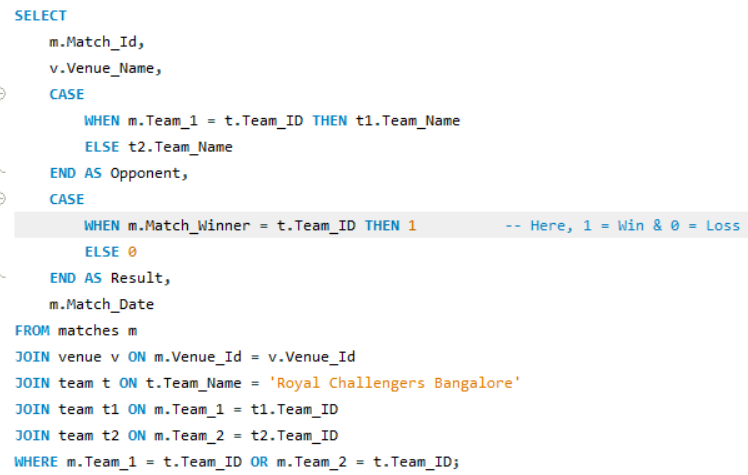 SELECT
m.Match_Id,
v.Venue_Name,
CASE
WHEN m.Team_1 = t.Team_ID THEN t1.Team_Name
ELSE t2.Team_Name
END AS Opponent,
CASE
WHEN m.Match_Winner = t.Team_ID THEN 1 -- Here, 1 = Win & 0 = Loss
ELSE 0
END AS Result,
m.Match_Date
FROM matches m
JOIN venue v ON m.Venue_Id = v.Venue_Id
JOIN team t ON t.Team_Name = 'Royal Challengers Bangalore'
JOIN team t1 ON m.Team_1 = t1.Team_ID
JOIN team t2 ON m.Team_2 = t2.Team_ID
WHERE m.Team_1 = t.Team_ID OR m.Team_2 = t.Team_ID;